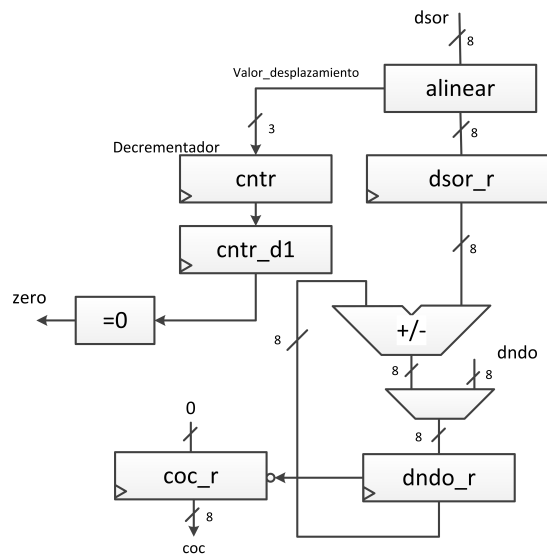 dsor
8
Valor_desplazamiento
alinear
3
8
Decrementador
cntr
dsor_r
cntr_d1
8
zero
=0
+/-
8
8
dndo
8
8
0
coc_r
dndo_r
8
coc